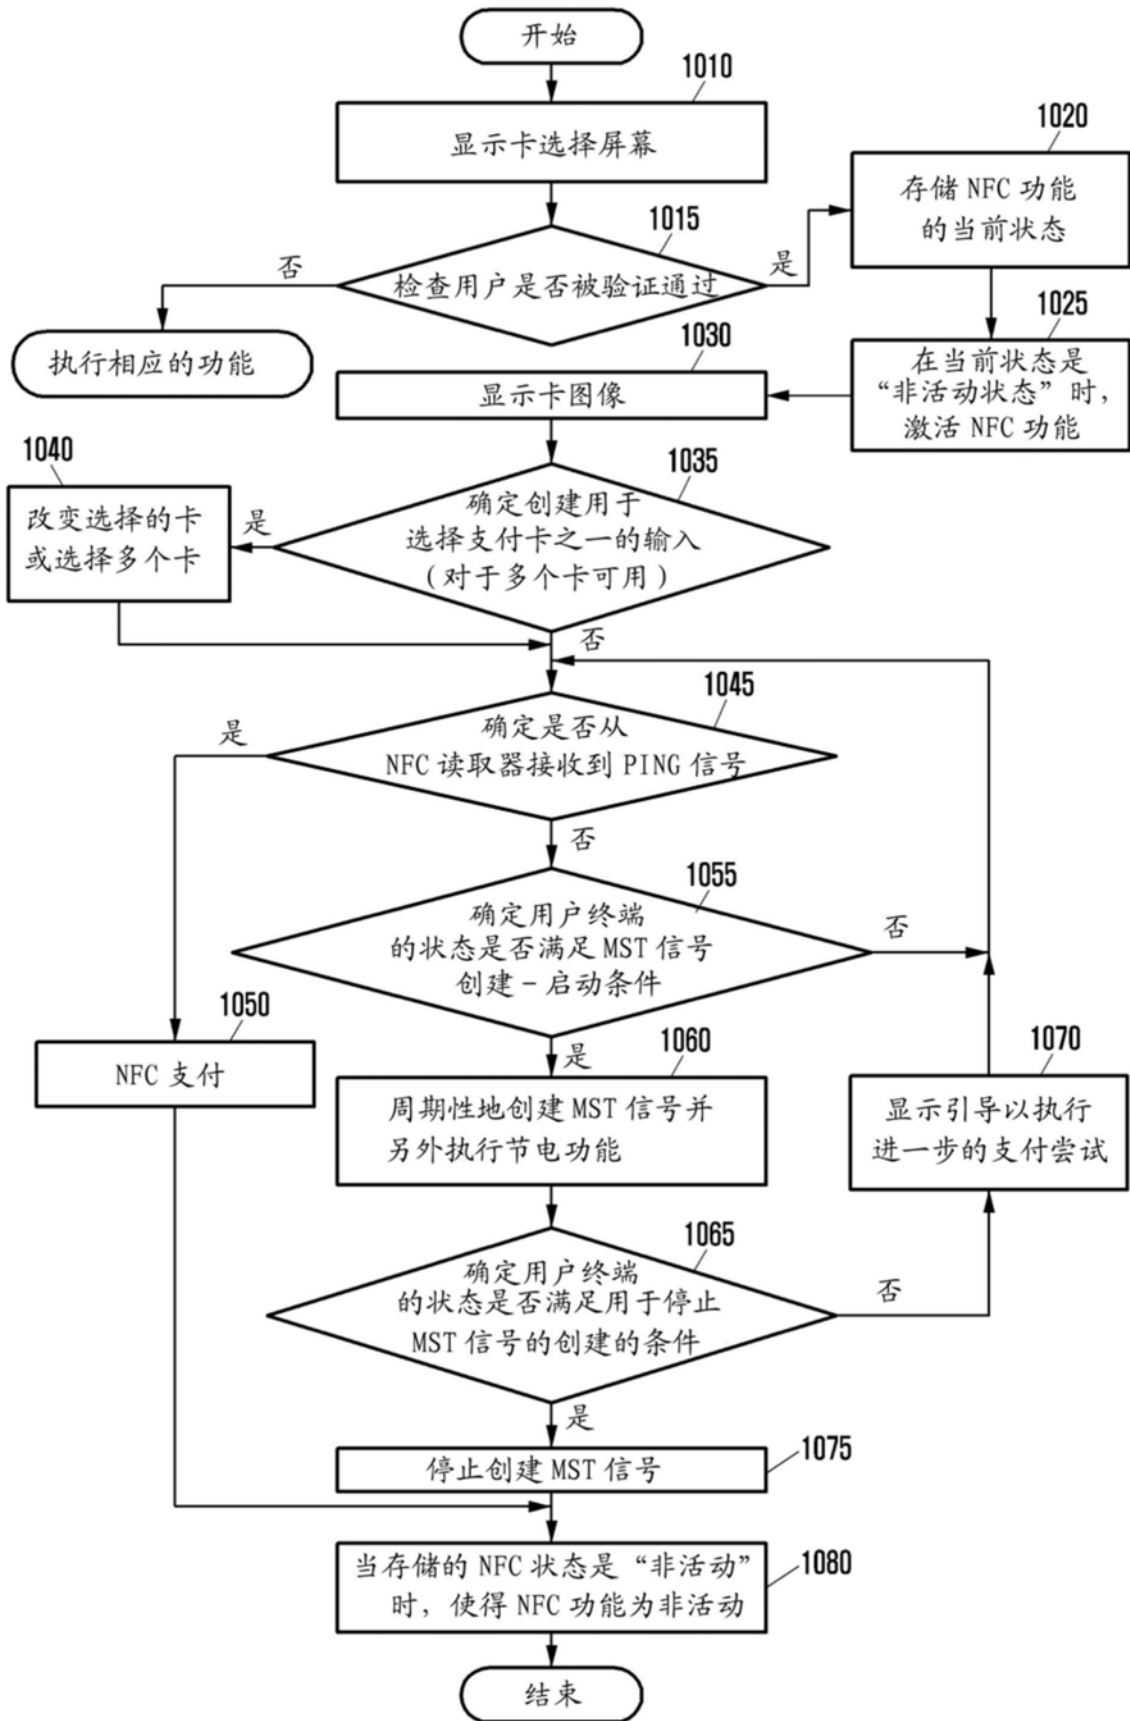 开始
1010
显示卡选择屏幕
1020
存储 NFC 功能
的当前状态
1015
否
检查用户是否被验证通过
是
1025
在当前状态是
“非活动状态”时，
激活 NFC 功能
执行相应的功能
1030
显示卡图像
1040
改变选择的卡
或选择多个卡
是
1035
确定创建用于
选择支付卡之一的输入
(对于多个卡可用)
否
1045
是
确定是否从
NFC 读取器接收到 PING 信号
否
1055
确定用户终端
的状态是否满足 MST 信号
创建-启动条件
否
是
1050
NFC 支付
1060
周期性地创建 MST 信号并
另外执行节电功能
1070
显示引导以执行
进一步的支付尝试
1065
确定用户终端
的状态是否满足用于停止
MST 信号的创建的条件
否
是
停止创建 MST 信号
1075
当存储的 NFC 状态是“非活动”
时，使得 NFC 功能为非活动
1080
结束